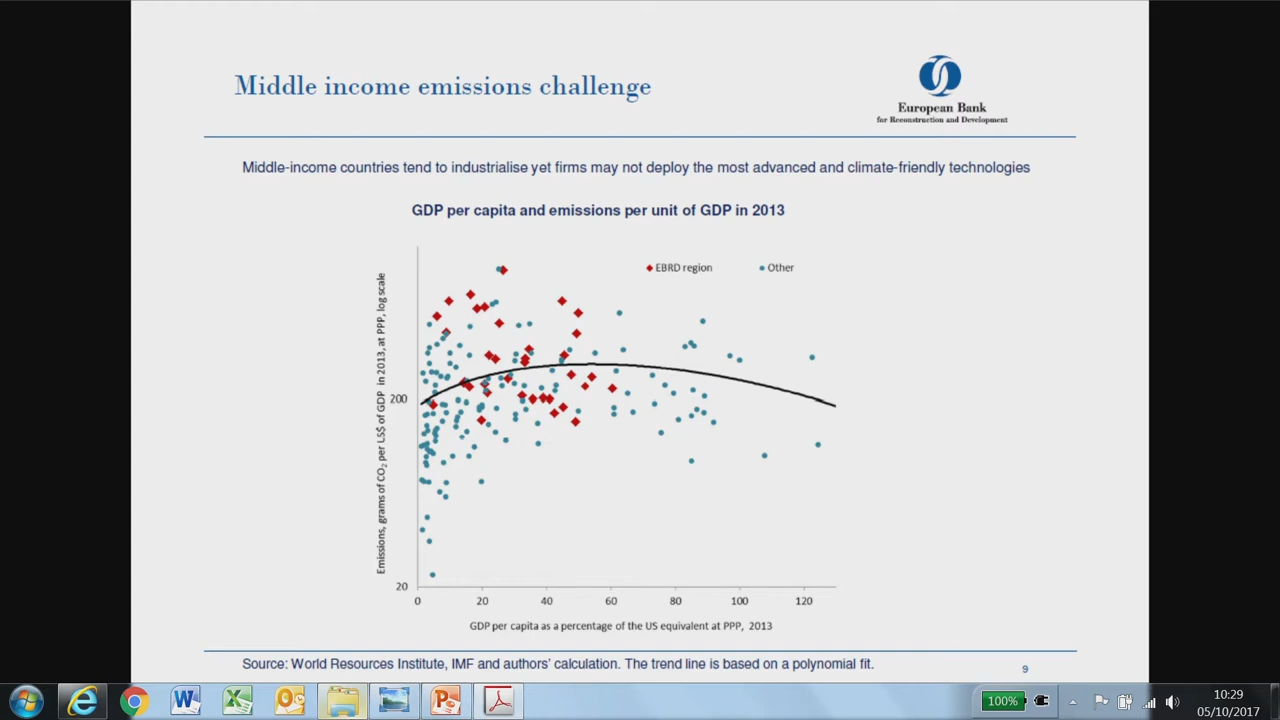 Middle income emissions challenge
European Bank
for Reconstruction and Development
Middle-income countries tend to industrialise yet firms may not deploy the most advanced and climate-friendly technologies
GDP per capita and emissions per unit of GDP in 2013
EBRD region
Other
Emissions, grams of CO₂ per US$ of GDP in 2013, at PPP, log scale
200
20
0 20 40 60 80 100 120
GDP per capita as a percentage of the US equivalent at PPP, 2013
Source: World Resources Institute, IMF and authors' calculation. The trend line is based on a polynomial fit.
9
100%
10:29
05/10/2017